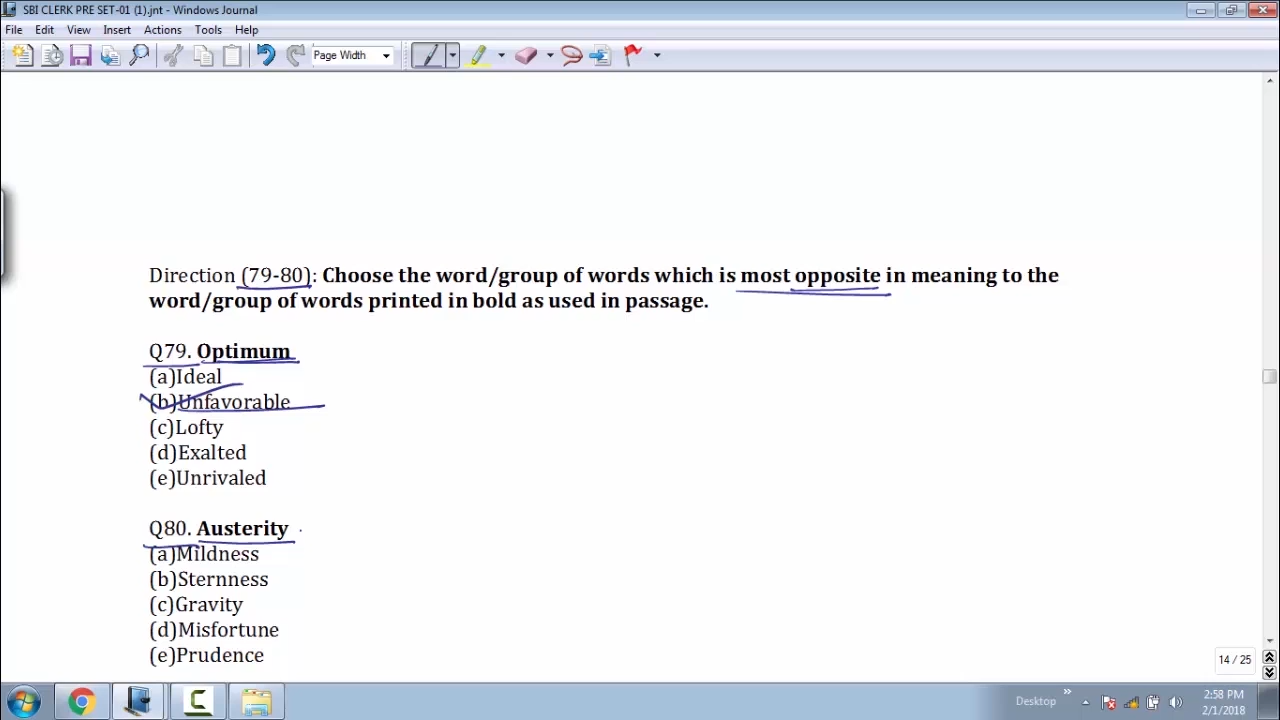 SBI CLERK PRE SET-01 (1).jnt - Windows Journal
File Edit View Insert Actions Tools Help
Page Width
Direction (79-80): Choose the word/group of words which is most opposite in meaning to the
word/group of words printed in bold as used in passage.
Q79. Optimum
(a)Ideal
(b)Unfavorable
(c)Lofty
(d)Exalted
(e)Unrivaled
Q80. Austerity
(a)Mildness
(b)Sternness
(c)Gravity
(d)Misfortune
(e)Prudence
14 / 25
Desktop
2:58 PM
2/1/2018